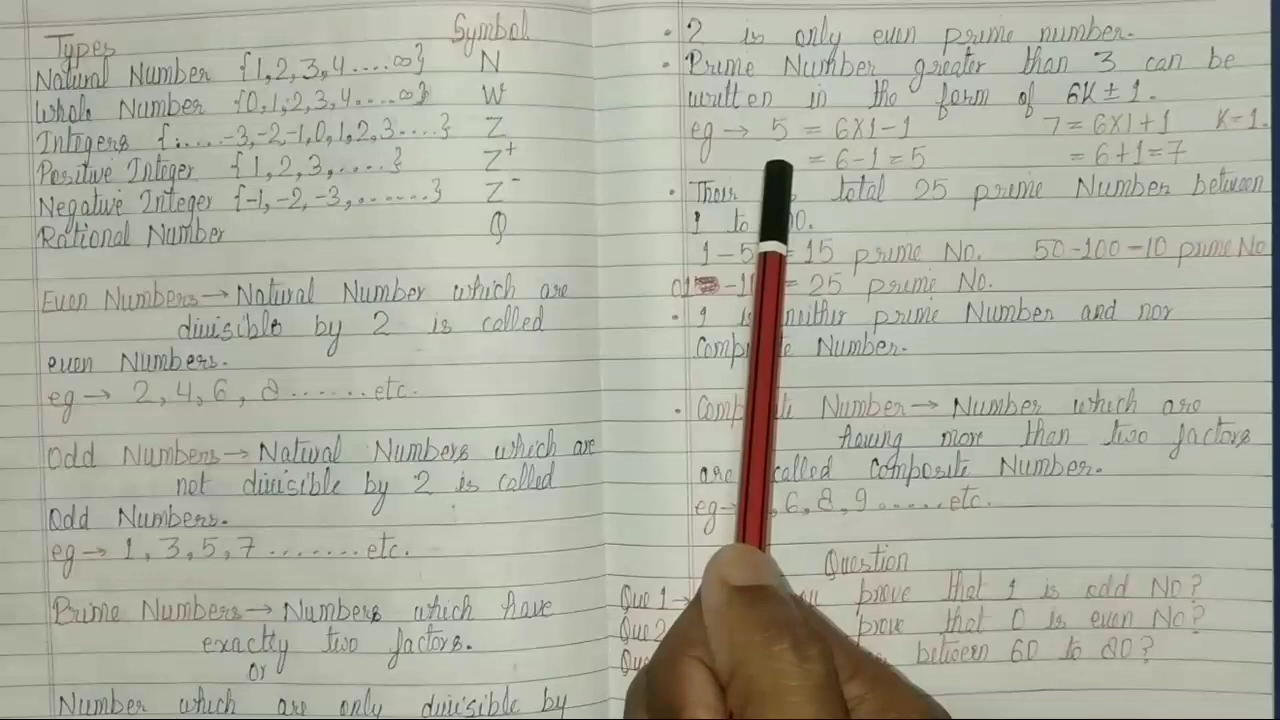 Types Symbol
Natural Number {1, 2, 3, 4 .....∞} N
Whole Number {0, 1, 2, 3, 4.....∞} W
Integers {......-3, -2, -1, 0, 1, 2, 3.....} Z
Positive Integer {1, 2, 3, .....} Z⁺
Negative Integer {-1, -2, -3, .......} Z⁻
Rational Number Q
Even Numbers → Natural Number which are
divisible by 2 is called
even Numbers.
eg → 2, 4, 6, 8 ...... etc.
Odd Numbers → Natural Numbers which are
not divisible by 2 is called
Odd Numbers.
eg → 1, 3, 5, 7 ........ etc.
Prime Numbers → Numbers which have
exactly two factors.
or
Number which are only divisible by
• 2 is only even prime number.
• Prime Number greater than 3 can be
written in the form of 6K ± 1.
eg → 5 = 6×1-1 7 = 6×1+1 K=1.
= 6-1 = 5 = 6+1 = 7
• Their total 25 prime Number between
1 to
1-5 = 15 prime No. 50-100-10 prime No
= 25 prime No.
• 1 is neither prime Number and nor
Number.
• Number → Number which are
having more than two factors
are called composite Number.
eg → , 6, 8, 9 ...... etc.
Question
Que 1 → prove that 1 is odd No?
Que 2 prove that 0 is even No?
between 60 to 80?